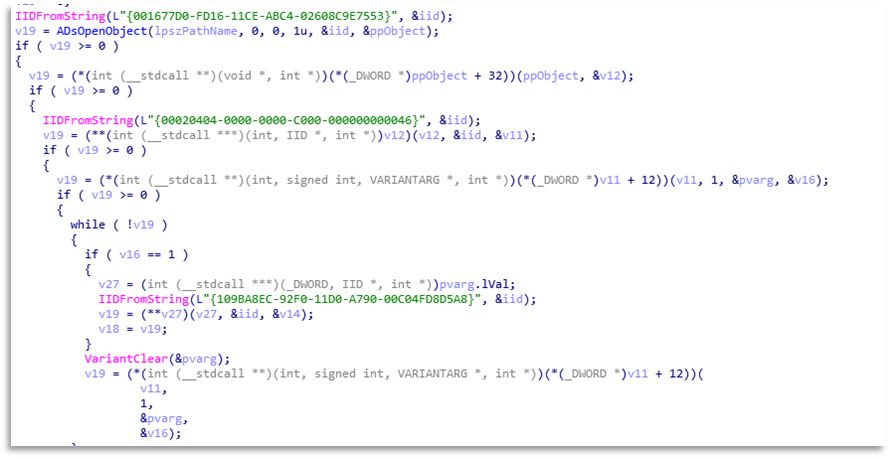 IIDFromString(L"{001677D0-FD16-11CE-ABC4-02608C9E7553}", &iid);
v19 = ADsOpenObject(lpszPathName, 0, 0, 1u, &iid, &ppObject);
if ( v19 >= 0 )
{
v19 = (*(int (__stdcall **)(void *, int *))(*(_DWORD *)ppObject + 32))(ppObject, &v12);
if ( v19 >= 0 )
{
IIDFromString(L"{00020404-0000-0000-C000-000000000046}", &iid);
v19 = (**(int (__stdcall ***)(int, IID *, int *))v12)(v12, &iid, &v11);
if ( v19 >= 0 )
{
v19 = (*(int (__stdcall **)(int, signed int, VARIANTARG *, int *))(*(_DWORD *)v11 + 12))(v11, 1, &pvarg, &v16);
if ( v19 >= 0 )
{
while ( !v19 )
{
if ( v16 == 1 )
{
v27 = (int (__stdcall ***)(_DWORD, IID *, int *))pvarg.lVal;
IIDFromString(L"{109BA8EC-92F0-11D0-A790-00C04FD8D5A8}", &iid);
v19 = (**v27)(v27, &iid, &v14);
v18 = v19;
}
VariantClear(&pvarg);
v19 = (*(int (__stdcall **)(int, signed int, VARIANTARG *, int *))(*(_DWORD *)v11 + 12))(
v11,
1,
&pvarg,
&v16);